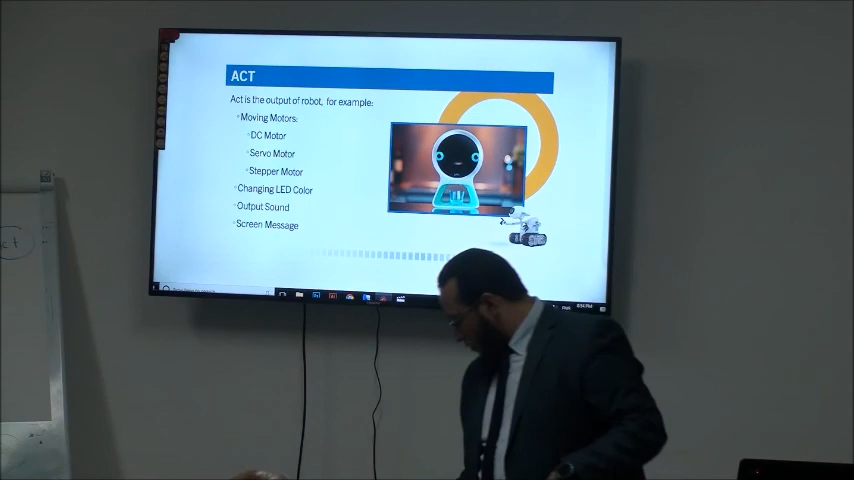 ACT
Act is the output of robot, for example:
Moving Motors:
DC Motor
Servo Motor
Stepper Motor
Changing LED Color
Output Sound
Screen Message
ct